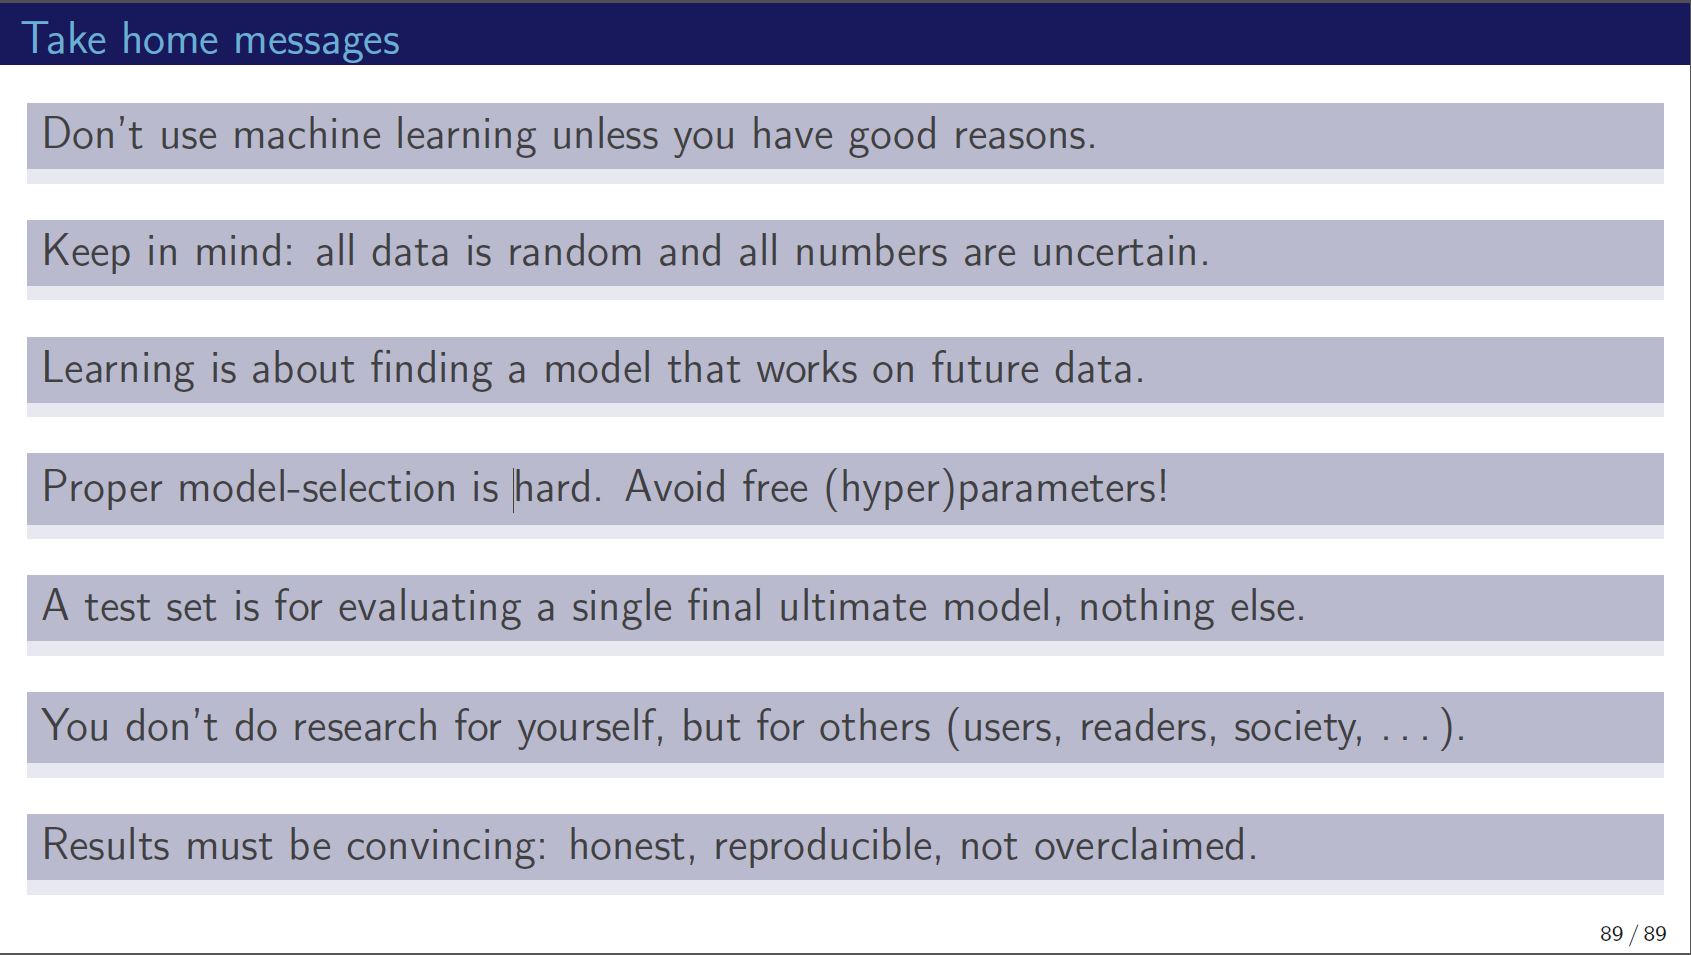 Take home messages
Don't use machine learning unless you have good reasons.
Keep in mind: all data is random and all numbers are uncertain.
Learning is about finding a model that works on future data.
Proper model-selection is hard. Avoid free (hyper)parameters!
A test set is for evaluating a single final ultimate model, nothing else.
You don't do research for yourself, but for others (users, readers, society, ...).
Results must be convincing: honest, reproducible, not overclaimed.
89 / 89